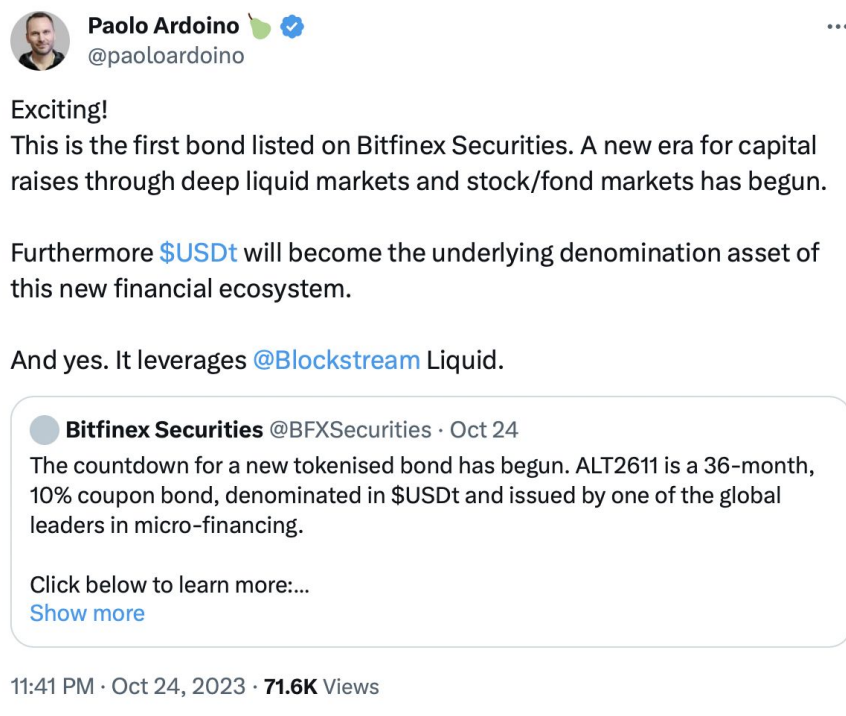 Paolo Ardoino 🍐
@paoloardoino
Exciting!
This is the first bond listed on Bitfinex Securities. A new era for capital
raises through deep liquid markets and stock/fond markets has begun.
Furthermore $USDt will become the underlying denomination asset of
this new financial ecosystem.
And yes. It leverages @Blockstream Liquid.
Bitfinex Securities @BFXSecurities · Oct 24
The countdown for a new tokenised bond has begun. ALT2611 is a 36-month,
10% coupon bond, denominated in $USDt and issued by one of the global
leaders in micro-financing.
Click below to learn more:...
Show more
11:41 PM · Oct 24, 2023 · 71.6K Views